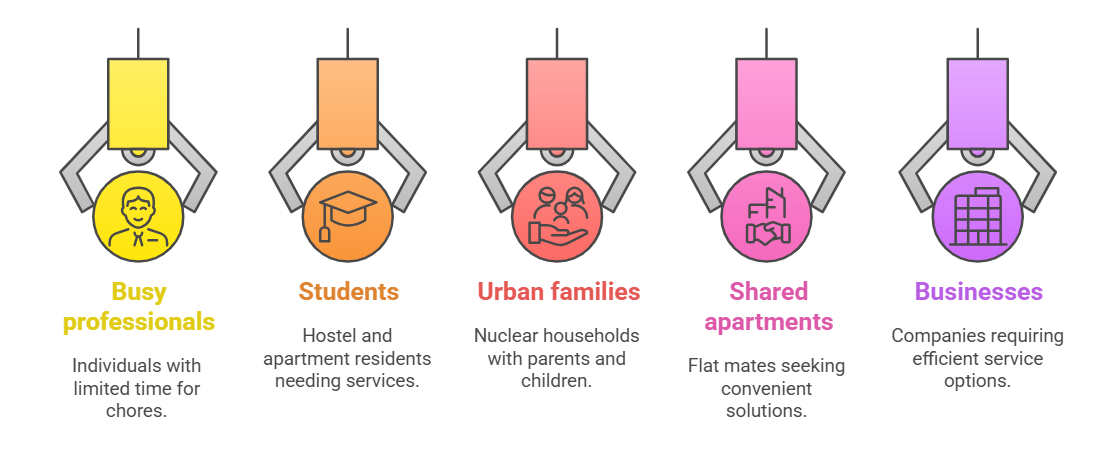 Busy
professionals
Individuals with
limited time for
chores.
Students
Hostel and
apartment residents
needing services.
Urban families
Nuclear households
with parents and
children.
Shared
apartments
Flat mates seeking
convenient
solutions.
Businesses
Companies requiring
efficient service
options.